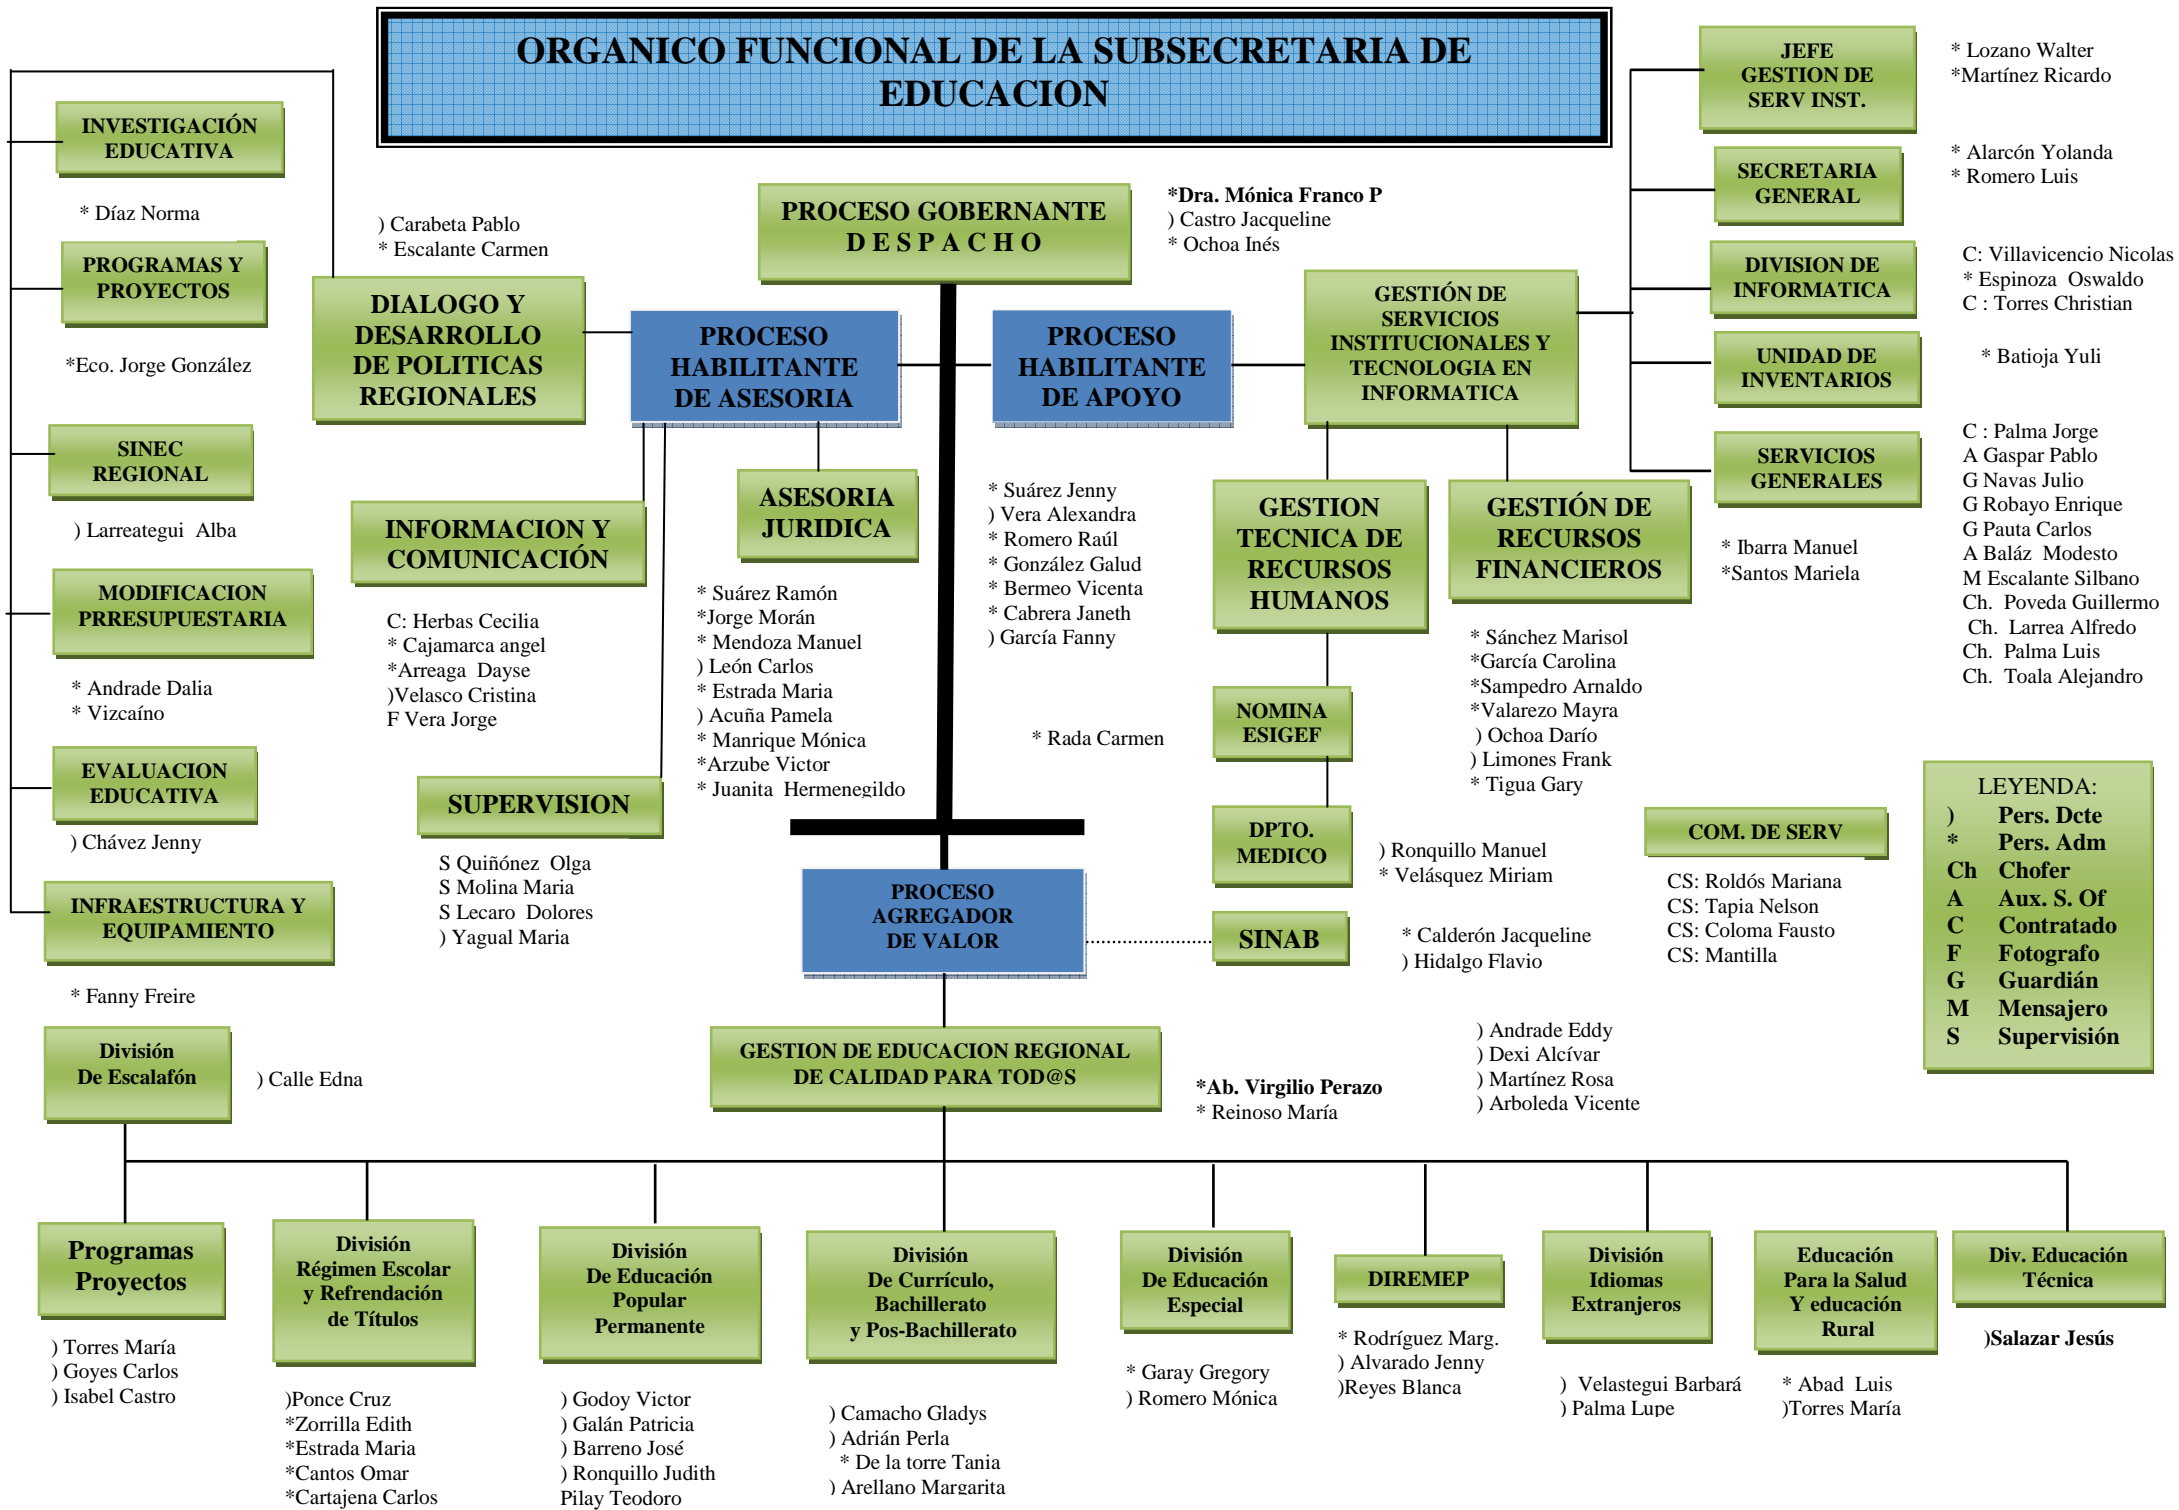 ORGANICO FUNCIONAL DE LA SUBSECRETARIA DE
EDUCACION
INVESTIGACIÓN
EDUCATIVA
* Díaz Norma
PROGRAMAS Y
PROYECTOS
*Eco. Jorge González
SINEC
REGIONAL
) Larreategui Alba
MODIFICACION
PRRESUPUESTARIA
* Andrade Dalia
* Vizcaíno
EVALUACION
EDUCATIVA
) Chávez Jenny
INFRAESTRUCTURA Y
EQUIPAMIENTO
* Fanny Freire
) Carabeta Pablo
* Escalante Carmen
DIALOGO Y
DESARROLLO
DE POLITICAS
REGIONALES
PROCESO GOBERNANTE
D E S P A C H O
*Dra. Mónica Franco P
) Castro Jacqueline
* Ochoa Inés
PROCESO
HABILITANTE
DE ASESORIA
PROCESO
HABILITANTE
DE APOYO
GESTIÓN DE
SERVICIOS
INSTITUCIONALES Y
TECNOLOGIA EN
INFORMATICA
JEFE
GESTION DE
SERV INST.
* Lozano Walter
*Martínez Ricardo
SECRETARIA
GENERAL
* Alarcón Yolanda
* Romero Luis
DIVISION DE
INFORMATICA
C: Villavicencio Nicolas
* Espinoza Oswaldo
C : Torres Christian
UNIDAD DE
INVENTARIOS
* Batioja Yuli
SERVICIOS
GENERALES
C : Palma Jorge
A Gaspar Pablo
G Navas Julio
G Robayo Enrique
G Pauta Carlos
A Baláz Modesto
M Escalante Silbano
Ch. Poveda Guillermo
Ch. Larrea Alfredo
Ch. Palma Luis
Ch. Toala Alejandro
INFORMACION Y
COMUNICACIÓN
C: Herbas Cecilia
* Cajamarca angel
*Arreaga Dayse
)Velasco Cristina
F Vera Jorge
ASESORIA
JURIDICA
* Suárez Ramón
*Jorge Morán
* Mendoza Manuel
) León Carlos
* Estrada Maria
) Acuña Pamela
* Manrique Mónica
*Arzube Victor
* Juanita Hermenegildo
SUPERVISION
S Quiñónez Olga
S Molina Maria
S Lecaro Dolores
) Yagual Maria
* Suárez Jenny
) Vera Alexandra
* Romero Raúl
* González Galud
* Bermeo Vicenta
* Cabrera Janeth
) García Fanny
GESTION
TECNICA DE
RECURSOS
HUMANOS
GESTIÓN DE
RECURSOS
FINANCIEROS
* Ibarra Manuel
*Santos Mariela
* Sánchez Marisol
*García Carolina
*Sampedro Arnaldo
*Valarezo Mayra
) Ochoa Darío
) Limones Frank
* Tigua Gary
* Rada Carmen
NOMINA
ESIGEF
DPTO.
MEDICO
) Ronquillo Manuel
* Velásquez Miriam
COM. DE SERV
CS: Roldós Mariana
CS: Tapia Nelson
CS: Coloma Fausto
CS: Mantilla
LEYENDA:
) Pers. Dcte
* Pers. Adm
Ch Chofer
A Aux. S. Of
C Contratado
F Fotografo
G Guardián
M Mensajero
S Supervisión
PROCESO
AGREGADOR
DE VALOR
SINAB
* Calderón Jacqueline
) Hidalgo Flavio
División
De Escalafón
) Calle Edna
GESTION DE EDUCACION REGIONAL
DE CALIDAD PARA TOD@S
*Ab. Virgilio Perazo
* Reinoso María
) Andrade Eddy
) Dexi Alcívar
) Martínez Rosa
) Arboleda Vicente
Programas
Proyectos
) Torres María
) Goyes Carlos
) Isabel Castro
División
Régimen Escolar
y Refrendación
de Títulos
)Ponce Cruz
*Zorrilla Edith
*Estrada Maria
*Cantos Omar
*Cartajena Carlos
División
De Educación
Popular
Permanente
) Godoy Victor
) Galán Patricia
) Barreno José
) Ronquillo Judith
Pilay Teodoro
División
De Currículo,
Bachillerato
y Pos-Bachillerato
) Camacho Gladys
) Adrián Perla
* De la torre Tania
) Arellano Margarita
División
De Educación
Especial
* Garay Gregory
) Romero Mónica
DIREMEP
* Rodríguez Marg.
) Alvarado Jenny
)Reyes Blanca
División
Idiomas
Extranjeros
) Velastegui Barbará
) Palma Lupe
Educación
Para la Salud
Y educación
Rural
* Abad Luis
)Torres María
Div. Educación
Técnica
)Salazar Jesús